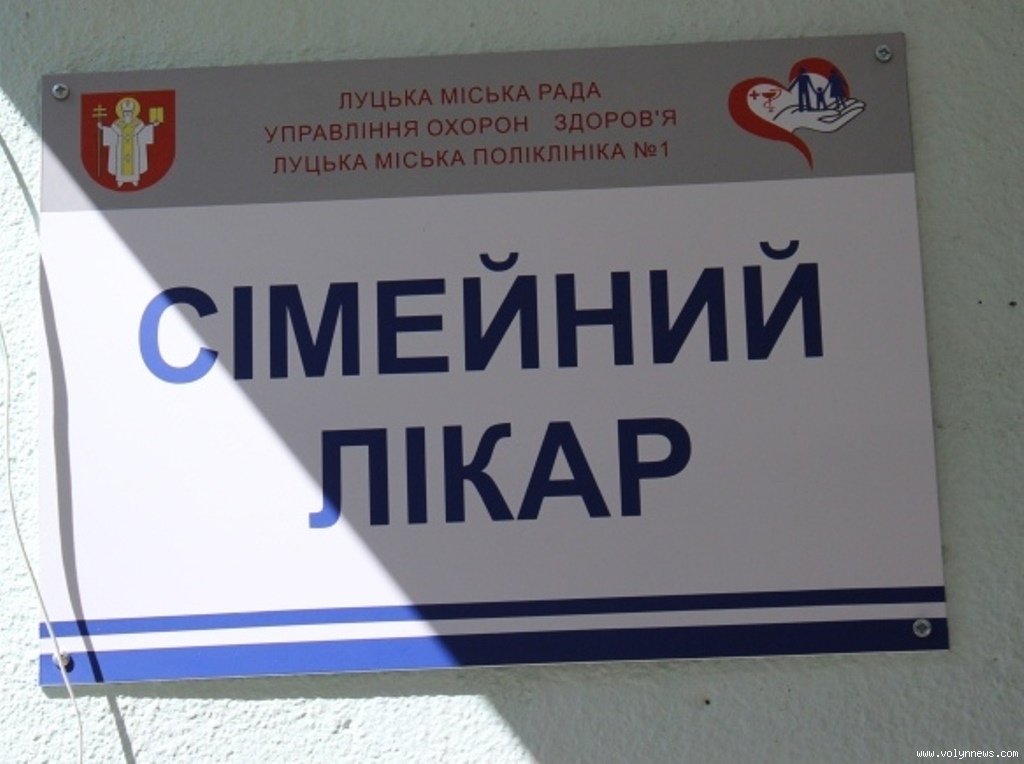 ЛУЦЬКА МІСЬКА РАДА
УПРАВЛІННЯ ОХОРОН ЗДОРОВ'Я
ЛУЦЬКА МІСЬКА ПОЛІКЛІНІКА №1
СІМЕЙНИЙ
ЛІКАР
www.volynnews.com